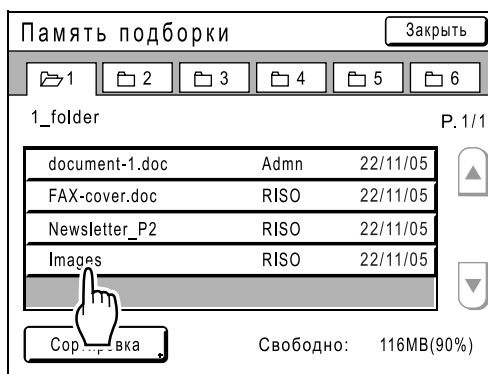 Память подборки Закрыть
1 2 3 4 5 6
1_folder P. 1/1
document-1.doc Admn 22/11/05
FAX-cover.doc RISO 22/11/05
Newsletter_P2 RISO 22/11/05
Images RISO 22/11/05
Сортировка Свободно: 116MB(90%)